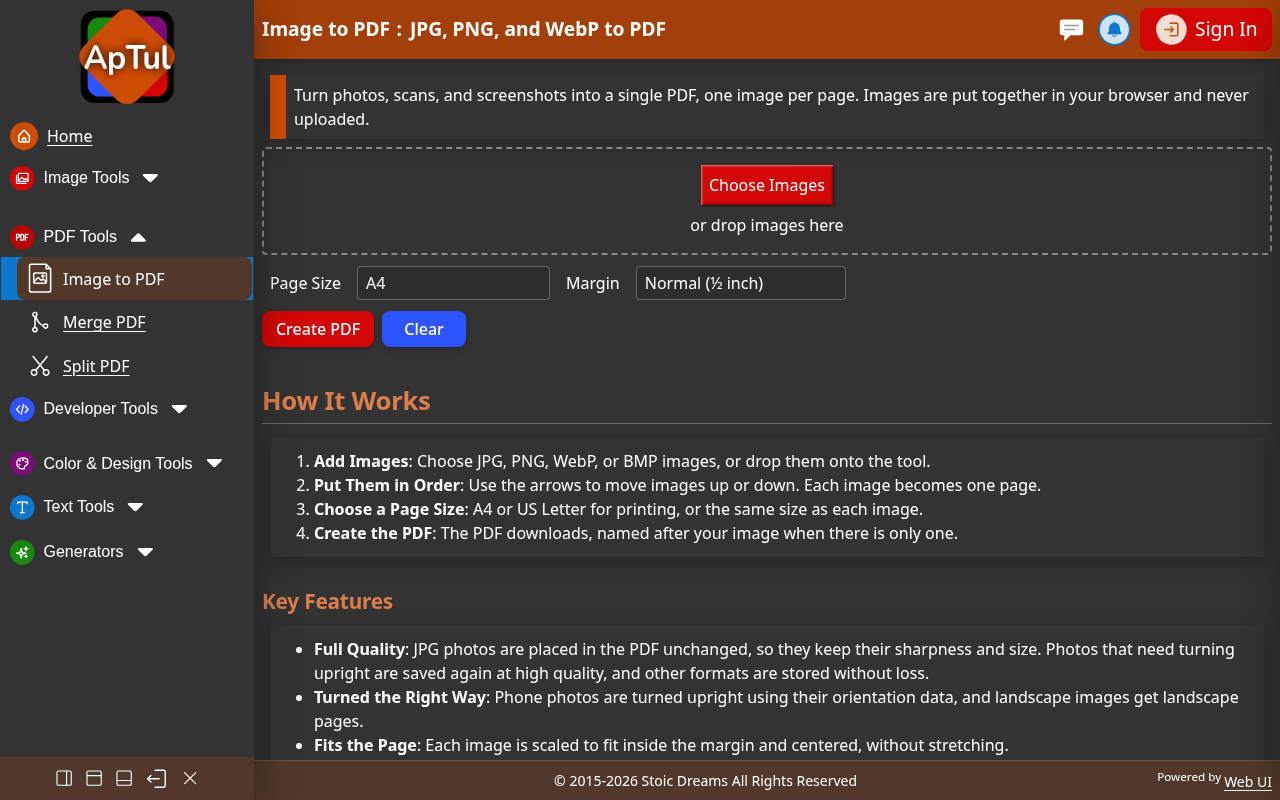 ApTul
Home
Image Tools
PDF Tools
PDF
Image to PDF
Merge PDF
Split PDF
Developer Tools
Color & Design Tools
Text Tools
Generators
Image to PDF : JPG, PNG, and WebP to PDF
Sign In
Turn photos, scans, and screenshots into a single PDF, one image per page. Images are put together in your browser and never
uploaded.
Choose Images
or drop images here
Page Size A4 Margin Normal (½ inch)
Create PDF Clear
How It Works
1. Add Images: Choose JPG, PNG, WebP, or BMP images, or drop them onto the tool.
2. Put Them in Order: Use the arrows to move images up or down. Each image becomes one page.
3. Choose a Page Size: A4 or US Letter for printing, or the same size as each image.
4. Create the PDF: The PDF downloads, named after your image when there is only one.
Key Features
• Full Quality: JPG photos are placed in the PDF unchanged, so they keep their sharpness and size. Photos that need turning
upright are saved again at high quality, and other formats are stored without loss.
• Turned the Right Way: Phone photos are turned upright using their orientation data, and landscape images get landscape
pages.
• Fits the Page: Each image is scaled to fit inside the margin and centered, without stretching.
© 2015-2026 Stoic Dreams All Rights Reserved
Powered by Web UI